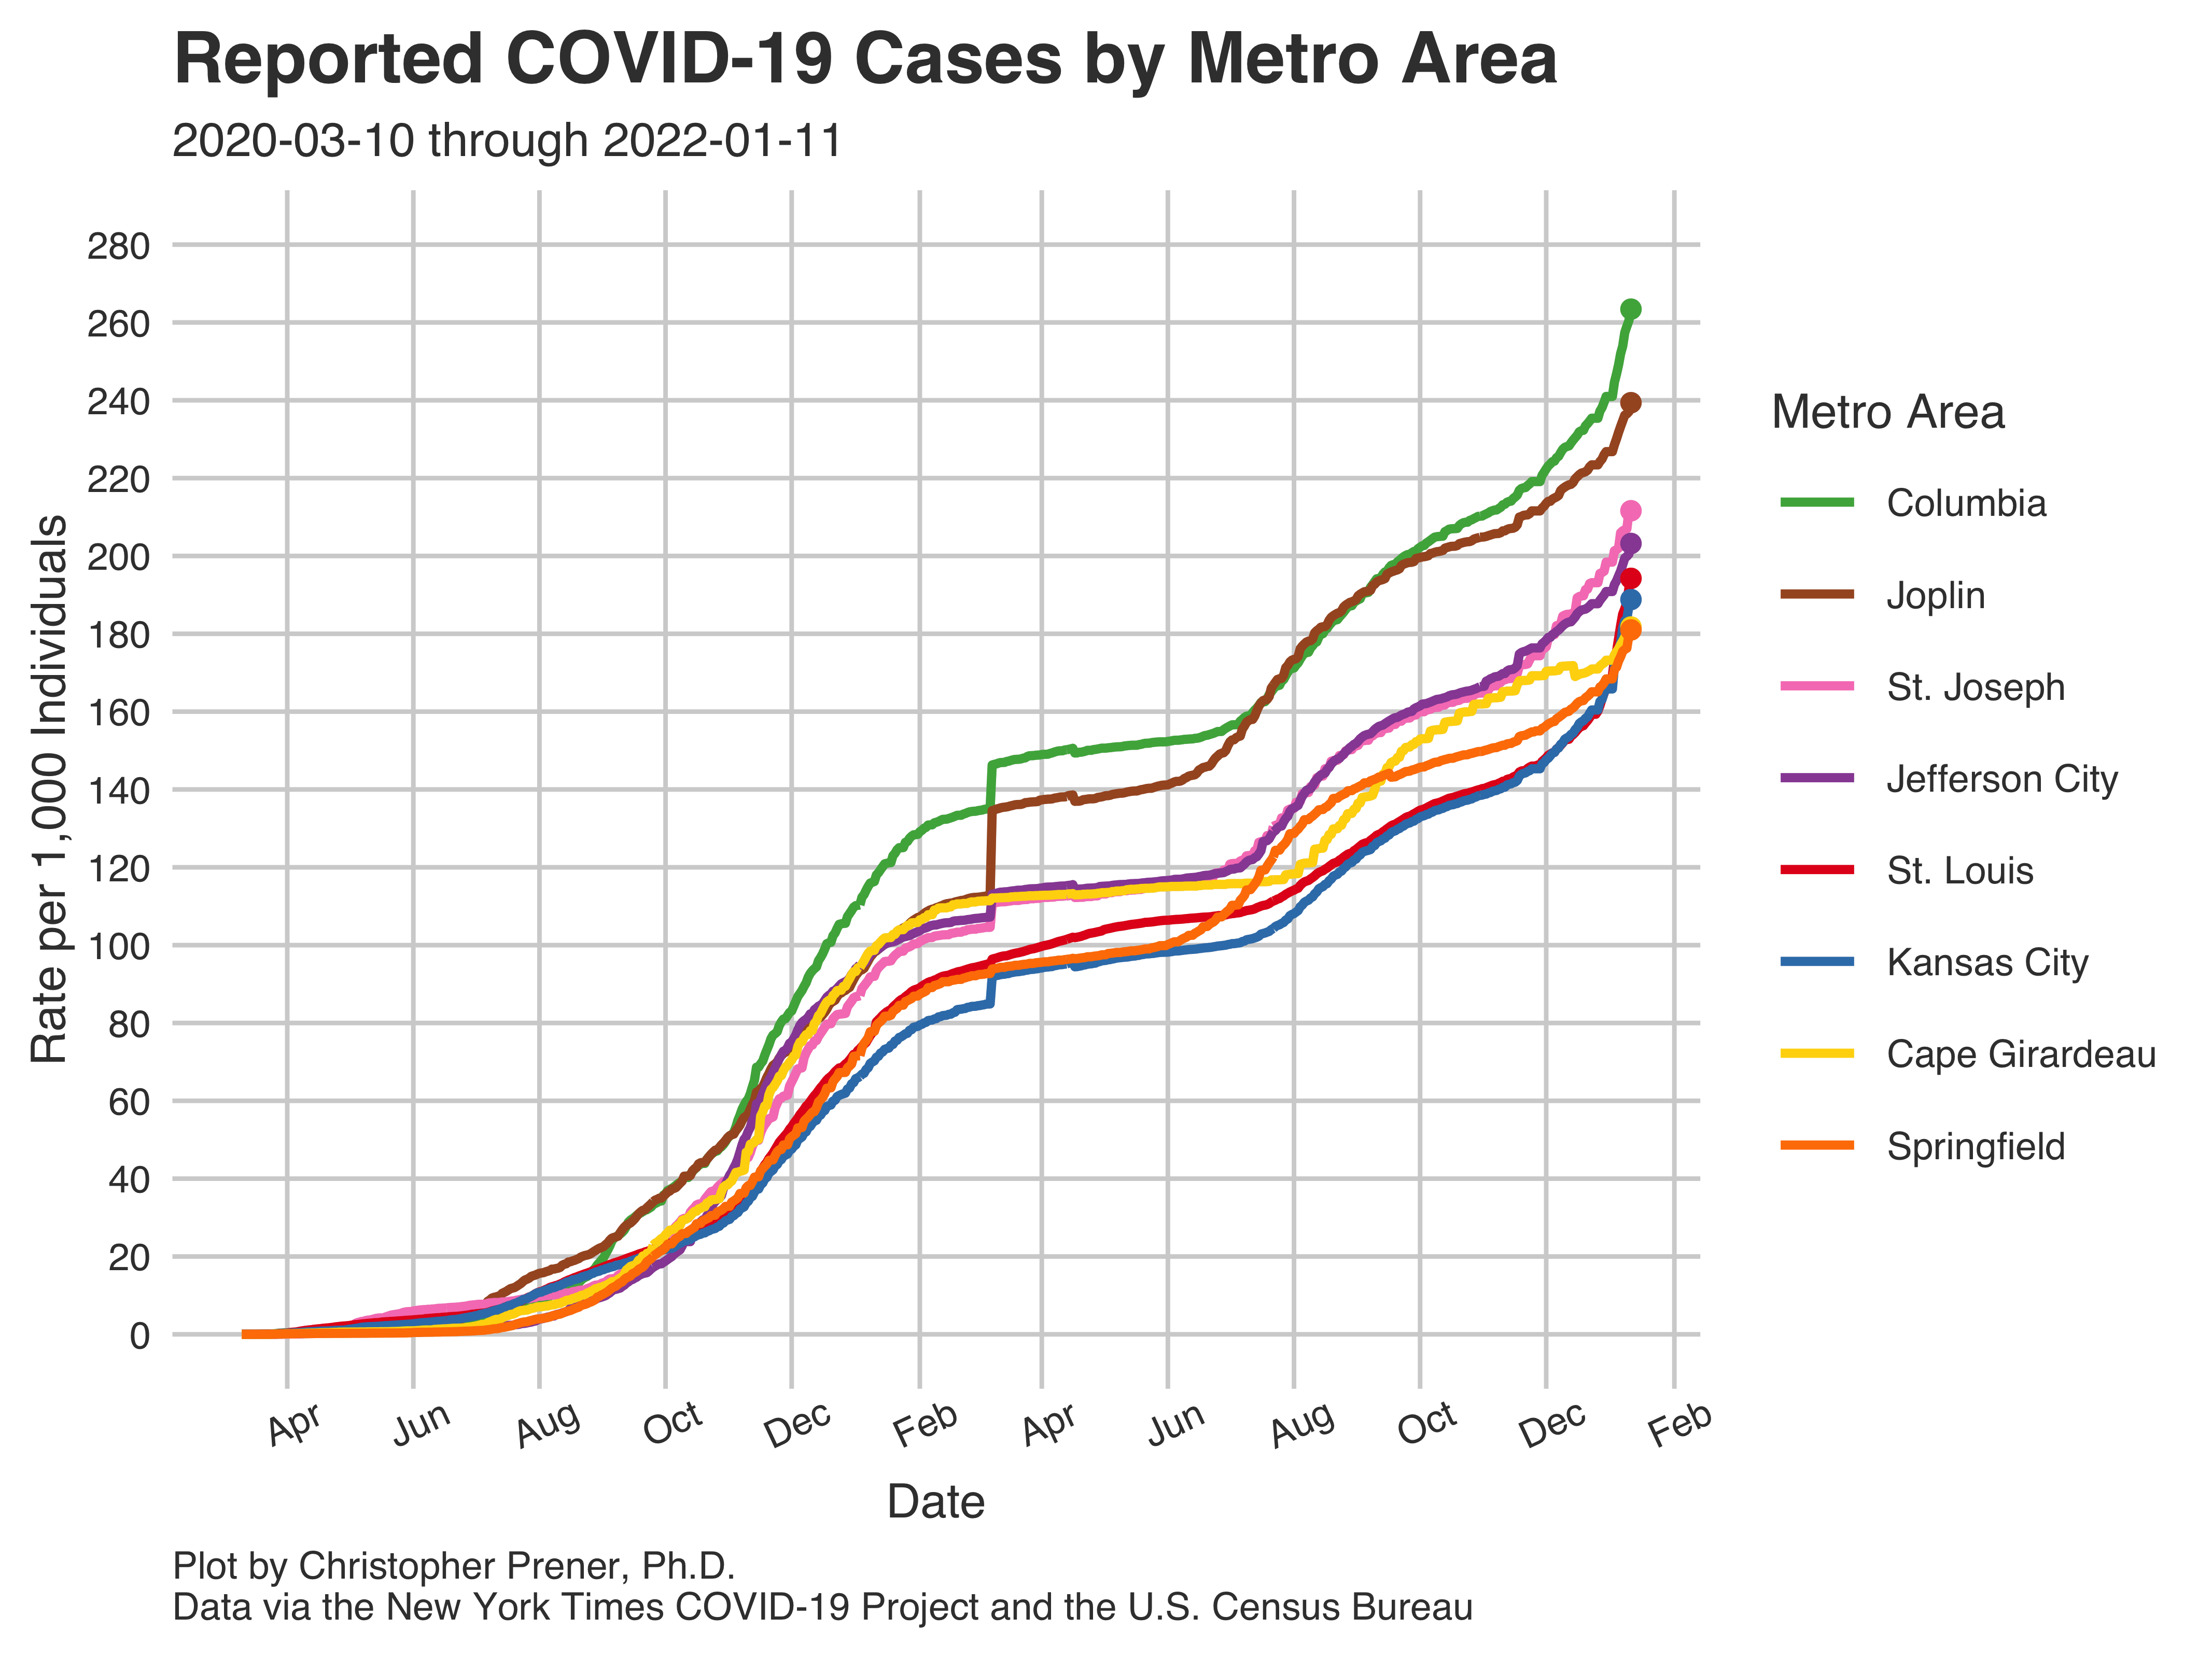 Reported COVID-19 Cases by Metro Area
2020-03-10 through 2022-01-11
280
260
240
220
200
180
160
140
120
100
80
60
40
20
0
Rate per 1,000 Individuals
Apr
Jun
Aug
Oct
Dec
Feb
Apr
Jun
Aug
Oct
Dec
Feb
Date
Metro Area
Columbia
Joplin
St. Joseph
Jefferson City
St. Louis
Kansas City
Cape Girardeau
Springfield
Plot by Christopher Prener, Ph.D.
Data via the New York Times COVID-19 Project and the U.S. Census Bureau